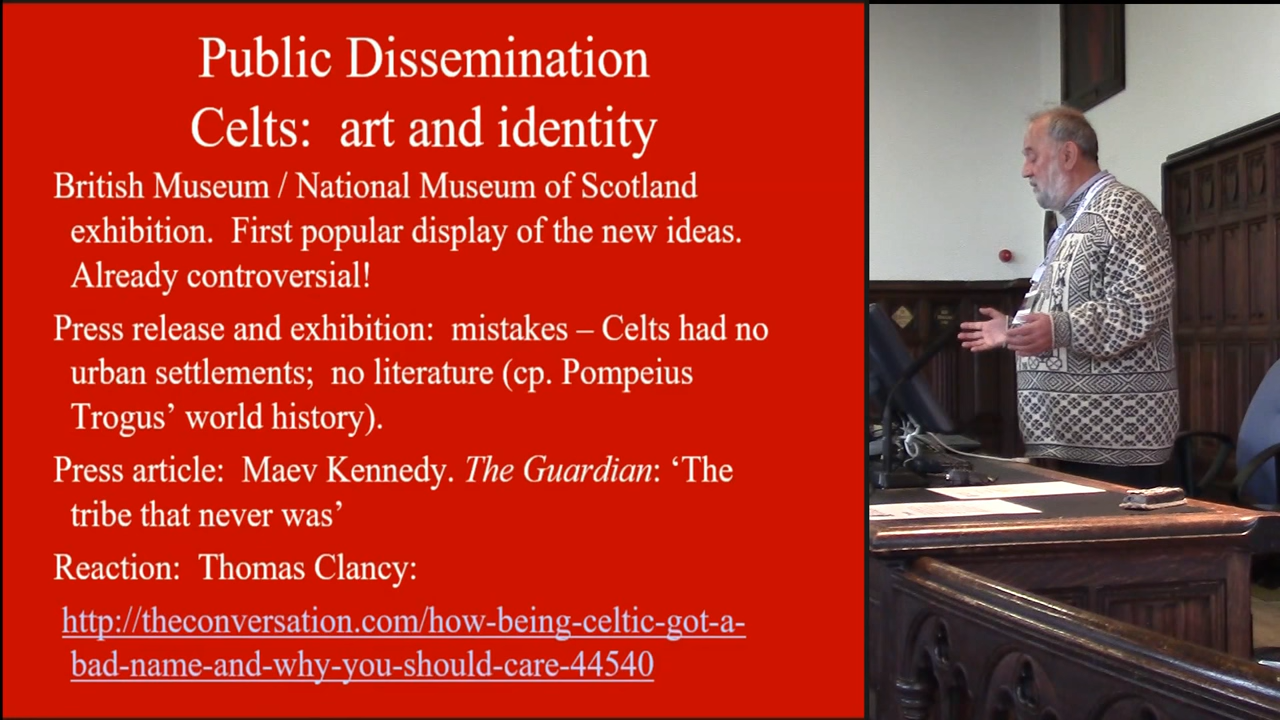 Public Dissemination
Celts: art and identity
British Museum / National Museum of Scotland
exhibition. First popular display of the new ideas.
Already controversial!
Press release and exhibition: mistakes – Celts had no
urban settlements; no literature (cp. Pompeius
Trogus’ world history).
Press article: Maev Kennedy. The Guardian: ‘The
tribe that never was’
Reaction: Thomas Clancy:
http://theconversation.com/how-being-celtic-got-a-
bad-name-and-why-you-should-care-44540